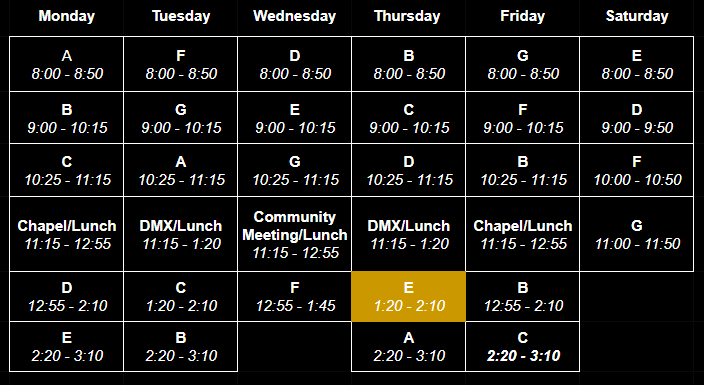 Monday Tuesday Wednesday Thursday Friday Saturday
A F D B G E
8:00 - 8:50 8:00 - 8:50 8:00 - 8:50 8:00 - 8:50 8:00 - 8:50 8:00 - 8:50
B G E C F D
9:00 - 10:15 9:00 - 10:15 9:00 - 10:15 9:00 - 10:15 9:00 - 10:15 9:00 - 9:50
C A G D B F
10:25 - 11:15 10:25 - 11:15 10:25 - 11:15 10:25 - 11:15 10:25 - 11:15 10:00 - 10:50
Chapel/Lunch DMX/Lunch Community Meeting/Lunch DMX/Lunch Chapel/Lunch G
11:15 - 12:55 11:15 - 1:20 11:15 - 12:55 11:15 - 1:20 11:15 - 12:55 11:00 - 11:50
D C F E B
12:55 - 2:10 1:20 - 2:10 12:55 - 1:45 1:20 - 2:10 12:55 - 2:10
E B A C
2:20 - 3:10 2:20 - 3:10 2:20 - 3:10 2:20 - 3:10